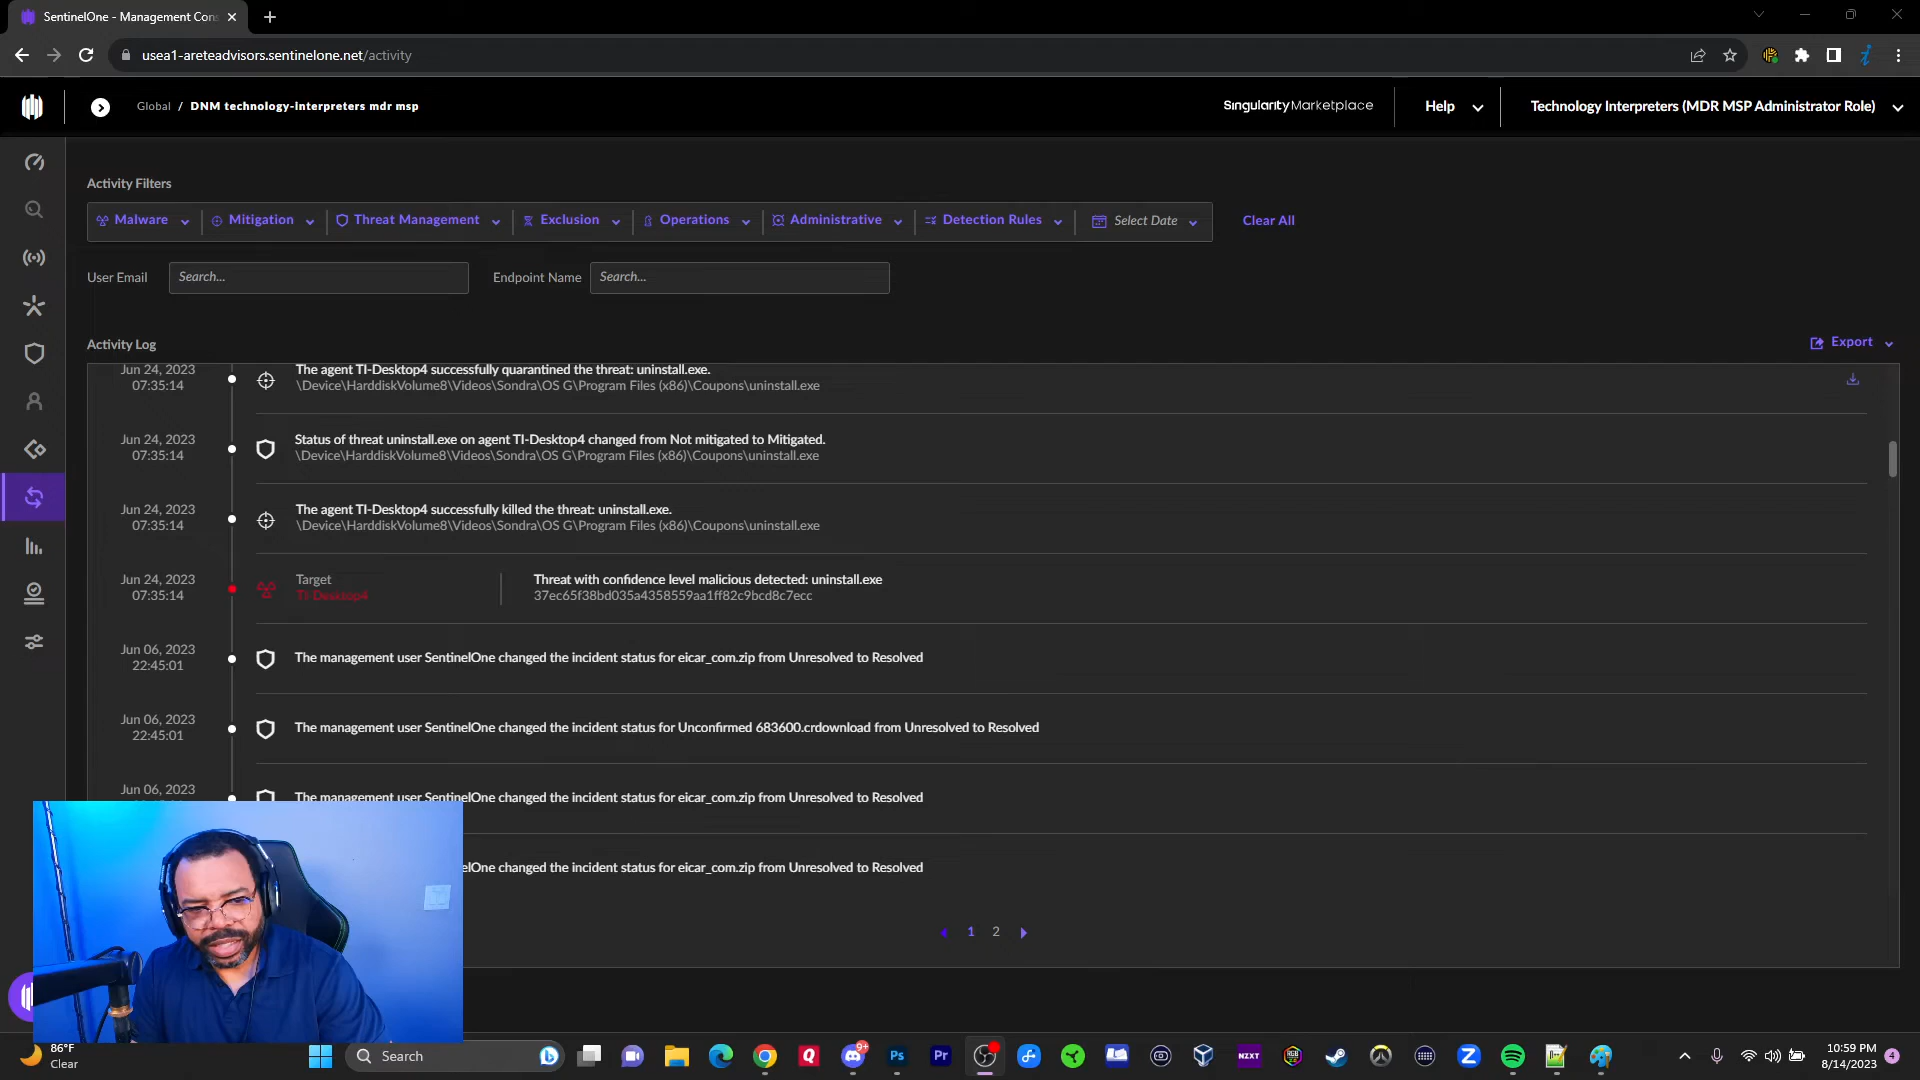 SentinelOne - Management Con
usea1-areteadvisors.sentinelone.net/activity
Global / DNM technology-interpreters mdr msp
Singularity Marketplace
Help
Technology Interpreters (MDR MSP Administrator Role)
Activity Filters
Malware
Mitigation
Threat Management
Exclusion
Operations
Administrative
Detection Rules
Select Date
Clear All
User Email
Search...
Endpoint Name
Search...
Activity Log
Export
Jun 24, 2023
07:35:14
The agent TI-Desktop4 successfully quarantined the threat: uninstall.exe.
\Device\HarddiskVolume8\Videos\Sondra\OS G\Program Files (x86)\Coupons\uninstall.exe
Jun 24, 2023
07:35:14
Status of threat uninstall.exe on agent TI-Desktop4 changed from Not mitigated to Mitigated.
\Device\HarddiskVolume8\Videos\Sondra\OS G\Program Files (x86)\Coupons\uninstall.exe
Jun 24, 2023
07:35:14
The agent TI-Desktop4 successfully killed the threat: uninstall.exe.
\Device\HarddiskVolume8\Videos\Sondra\OS G\Program Files (x86)\Coupons\uninstall.exe
Jun 24, 2023
07:35:14
Target
TI-Desktop4
Threat with confidence level malicious detected: uninstall.exe
37ec65f38bd035a4358559aa1ff82c9bcd8c7ecc
Jun 06, 2023
22:45:01
The management user SentinelOne changed the incident status for eicar_com.zip from Unresolved to Resolved
Jun 06, 2023
22:45:01
The management user SentinelOne changed the incident status for Unconfirmed 683600.crdownload from Unresolved to Resolved
Jun 06, 2023
The management user SentinelOne changed the incident status for eicar_com.zip from Unresolved to Resolved
elOne changed the incident status for eicar_com.zip from Unresolved to Resolved
1 2
86°F
Clear
Search
9+
Ps
Pr
NZXT
10:59 PM
8/14/2023
4